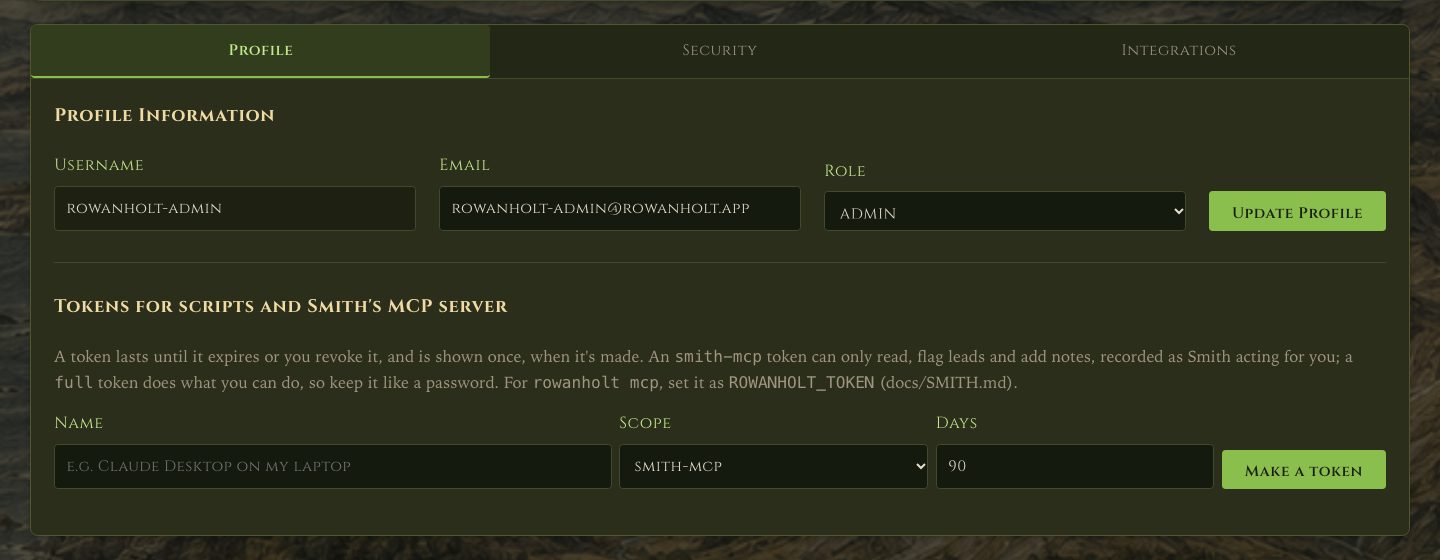 Profile
Security
Integrations
Profile Information
Username
Email
Role
rowanholt-admin
rowanholt-admin@rowanholt.app
admin
Update Profile
Tokens for scripts and Smith's MCP server
A token lasts until it expires or you revoke it, and is shown once, when it's made. An smith-mcp token can only read, flag leads and add notes, recorded as Smith acting for you; a
full token does what you can do, so keep it like a password. For rowanholt mcp, set it as ROWANHOLT_TOKEN (docs/SMITH.md).
Name
Scope
Days
e.g. Claude Desktop on my laptop
smith-mcp
90
Make a token